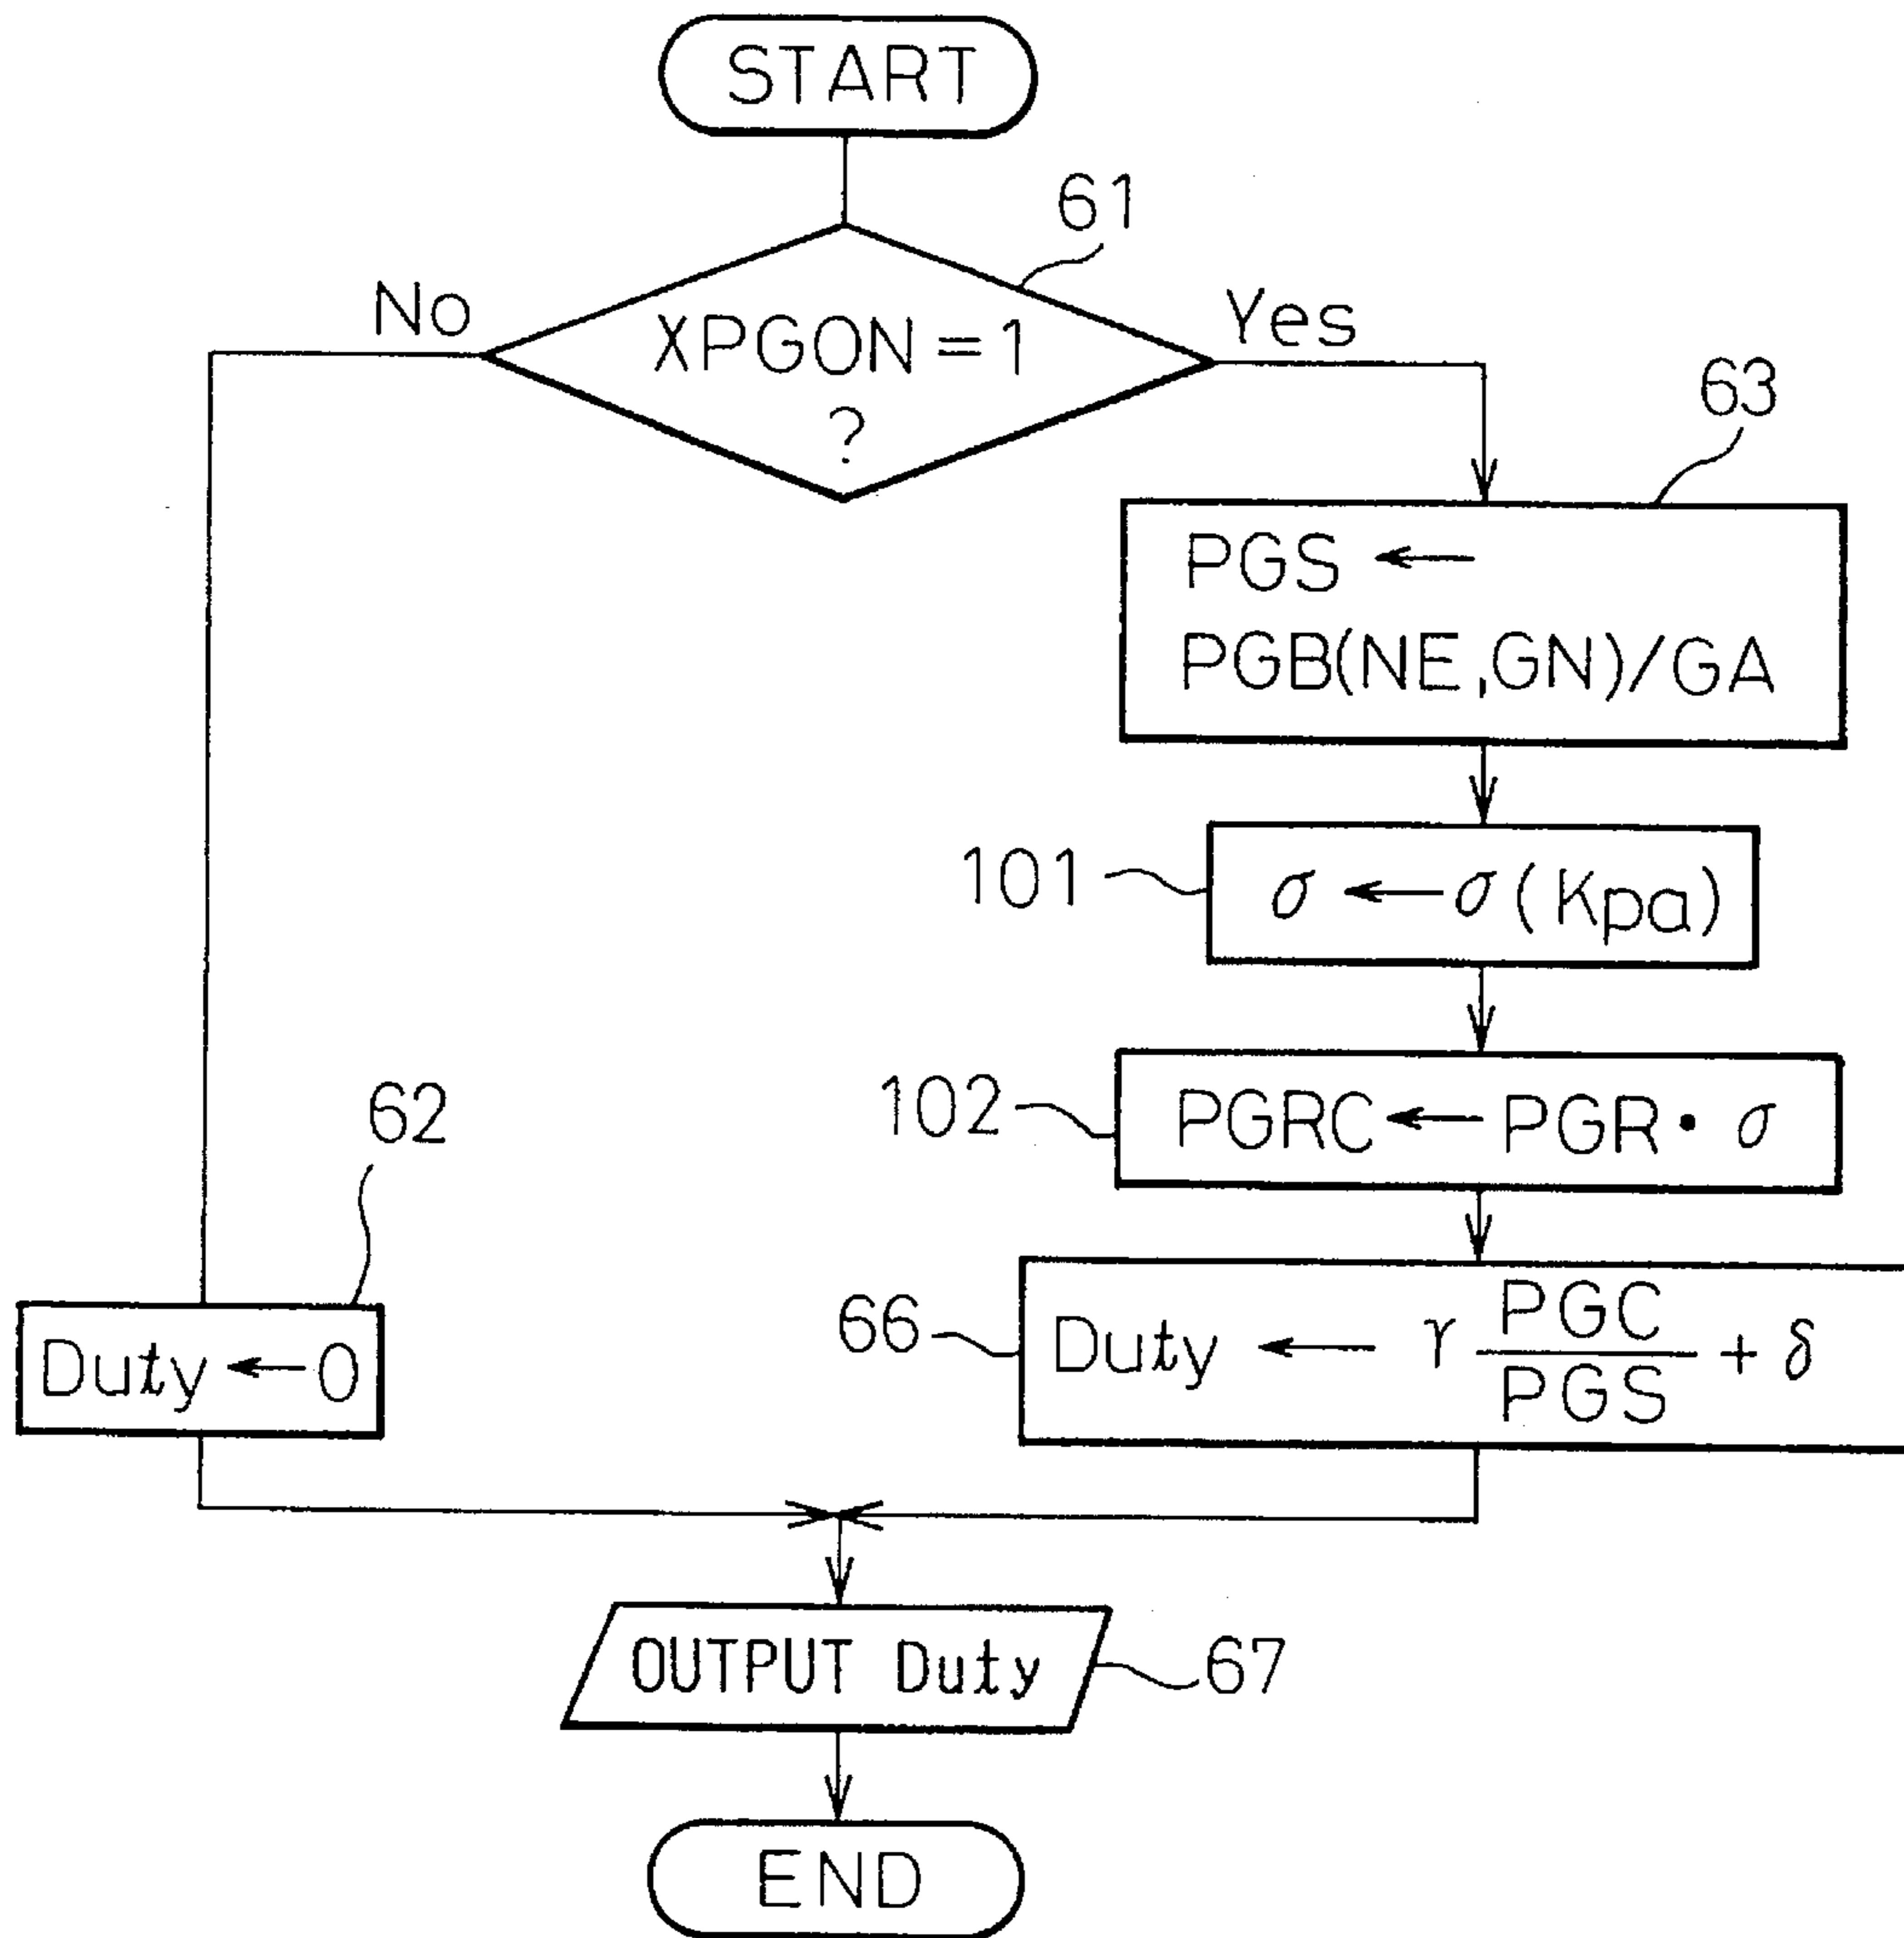 START
61
No
XPGON=1
?
Yes
63
PGS ←
PGB(NE,GN)/GA
101
σ ← σ(Kpa)
102
PGRC ← PGR • σ
62
Duty ← 0
66
Duty ← γ PGC/PGS + δ
OUTPUT Duty
67
END